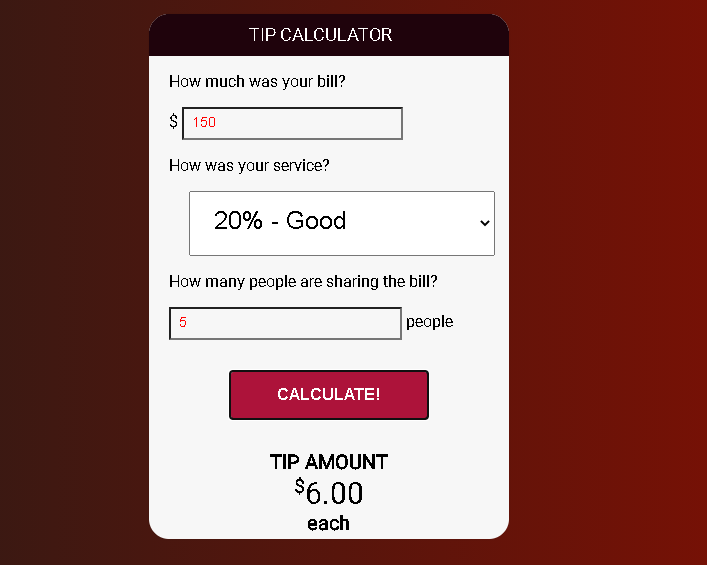 TIP CALCULATOR
How much was your bill?
$ 150
How was your service?
20% - Good
How many people are sharing the bill?
5 people
CALCULATE!
TIP AMOUNT
$6.00
each